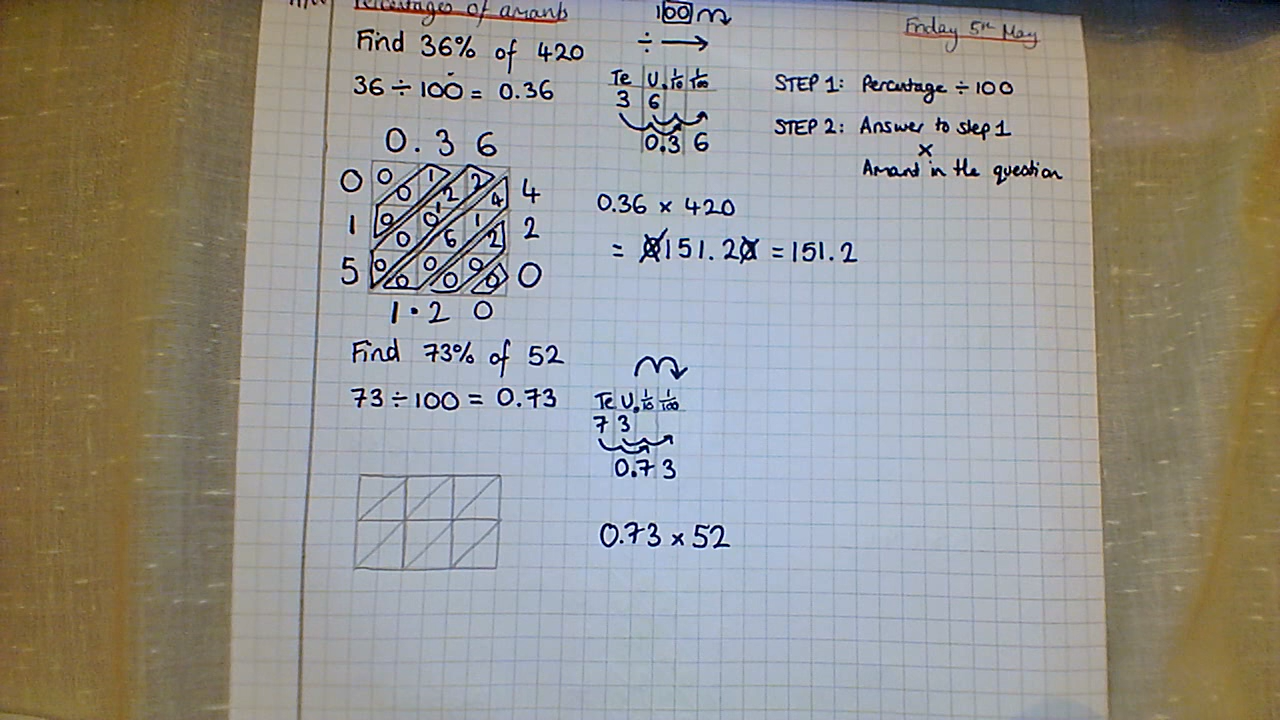 Percentages of amounts
Friday 5th May
100
÷ →
Find 36% of 420
36 ÷ 100 = 0.36
Te U. 1/10 1/100
3 6
0.3 6
STEP 1: Percentage ÷ 100
STEP 2: Answer to step 1
×
Amount in the question
0 . 3 6
0 0 1 2 4
0 2 4
1 0 0 1 2
0 6 2
5 0 0 0 0
0 0 0
1 . 2 0
0.36 × 420
= 0151.20 = 151.2
Find 73% of 52
73 ÷ 100 = 0.73
Te U. 1/10 1/100
7 3
0.7 3
0.73 × 52